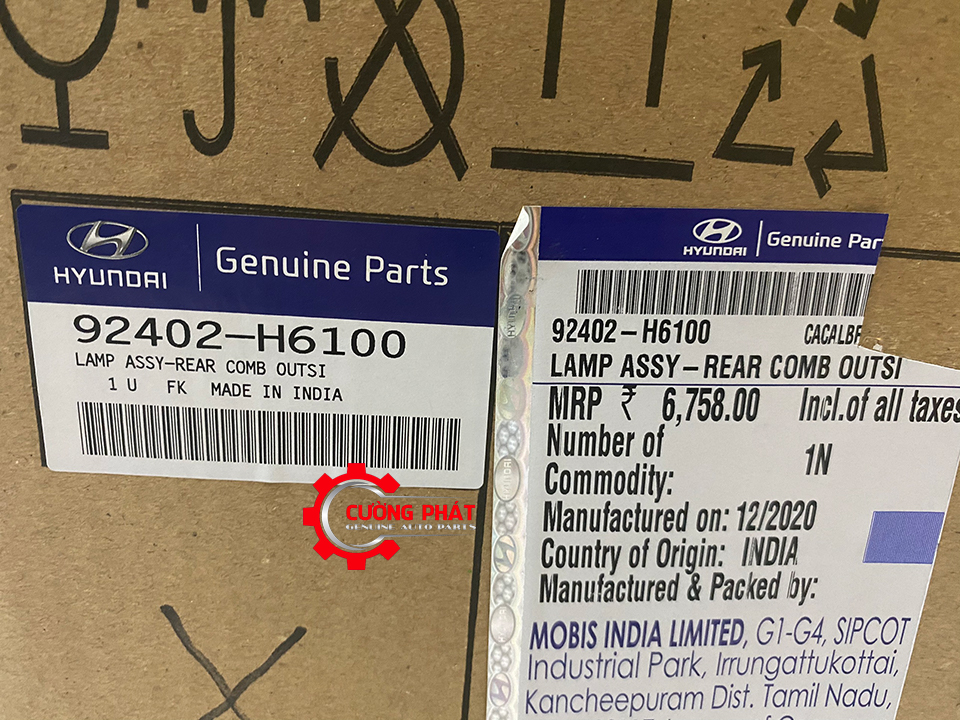 HYUNDAI
Genuine Parts
92402-H6100
LAMP ASSY-REAR COMB OUTSI
1 U FK MADE IN INDIA
HYUNDAI
Genuine Par
92402-H6100 CACALBF
LAMP ASSY-REAR COMB OUTSI
MRP ₹ 6,758.00 Incl.of all taxes
Number of
Commodity: 1N
Manufactured on: 12/2020
Country of Origin: INDIA
Manufactured & Packed by:
MOBIS INDIA LIMITED, G1-G4, SIPCOT
Industrial Park, Irrungattukottai,
Kancheepuram Dist. Tamil Nadu,
HYUNDAI
HYUNDAI
CƯỜNG PHÁT
GENUINE AUTO PARTS